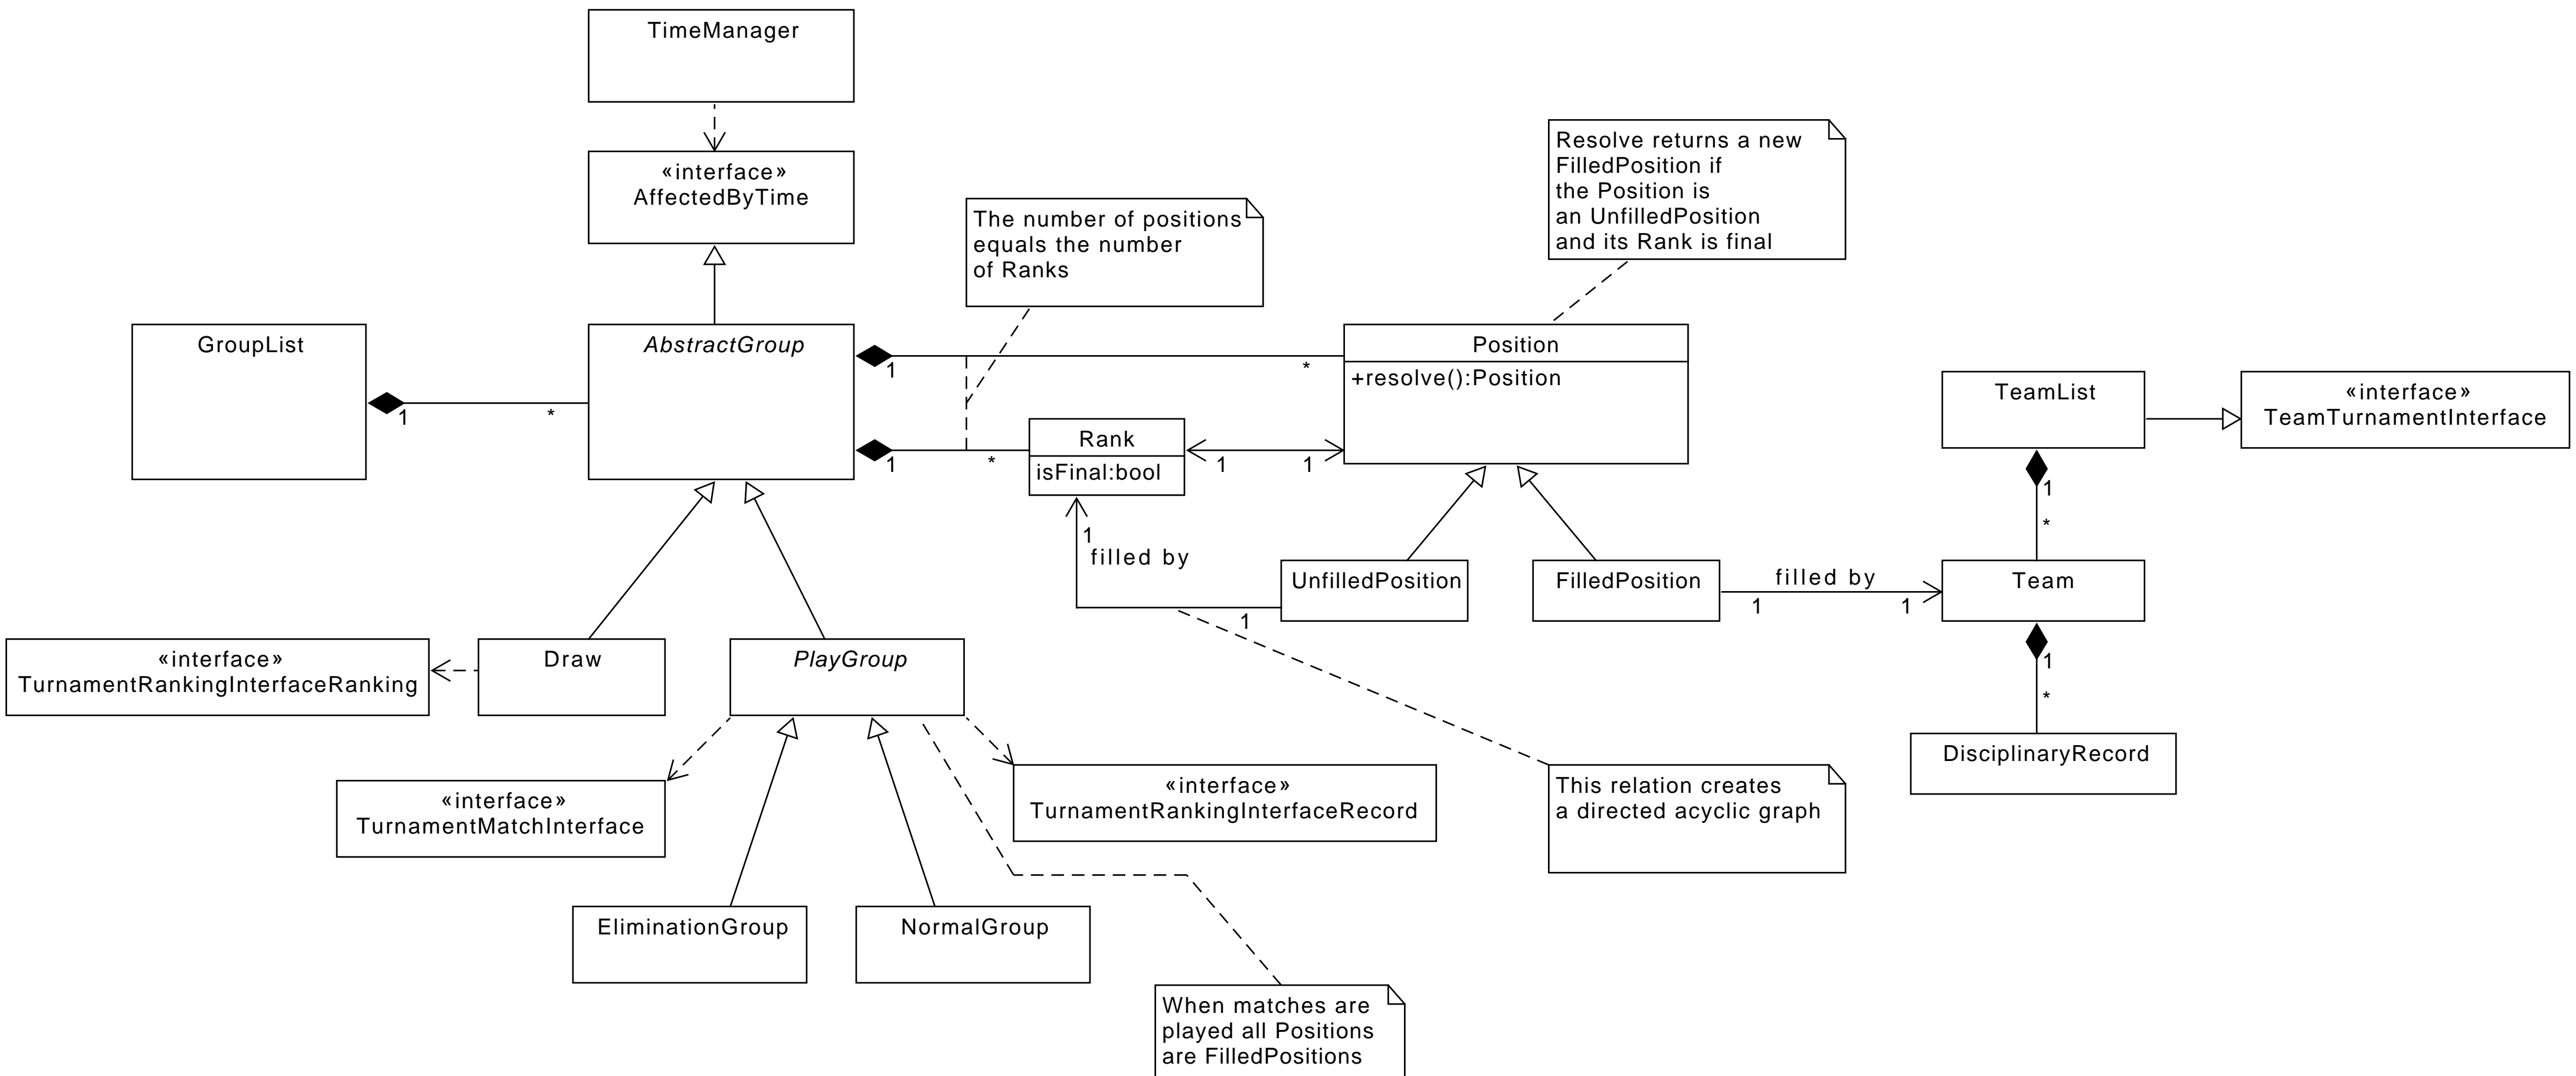 TimeManager
«interface»
AffectedByTime
Resolve returns a new
FilledPosition if
the Position is
an UnfilledPosition
and its Rank is final
The number of positions
equals the number
of Ranks
GroupList
1
*
AbstractGroup
1
*
1
*
Position
+resolve():Position
Rank
isFinal:bool
1
1
TeamList
«interface»
TeamTurnamentInterface
1
*
1
filled by
1
UnfilledPosition
FilledPosition
filled by
1
1
Team
1
*
«interface»
TurnamentRankingInterfaceRanking
Draw
PlayGroup
DisciplinaryRecord
«interface»
TurnamentMatchInterface
«interface»
TurnamentRankingInterfaceRecord
This relation creates
a directed acyclic graph
EliminationGroup
NormalGroup
When matches are
played all Positions
are FilledPositions